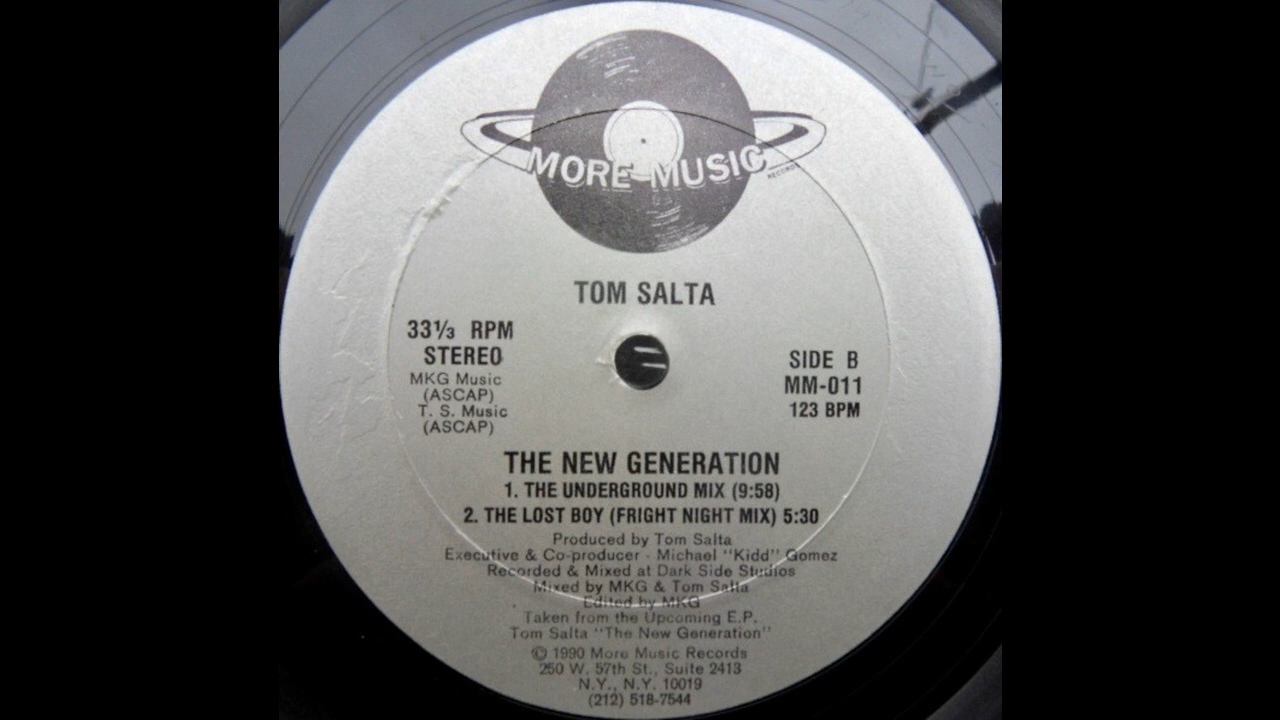 MORE MUSIC
RECORDS
TOM SALTA
33⅓ RPM
STEREO
MKG Music
(ASCAP)
T. S. Music
(ASCAP)
SIDE B
MM-011
123 BPM
THE NEW GENERATION
1. THE UNDERGROUND MIX (9:58)
2. THE LOST BOY (FRIGHT NIGHT MIX) 5:30
Produced by Tom Salta
Executive & Co-producer - Michael "Kidd" Gomez
Recorded & Mixed at Dark Side Studios
Mixed by MKG & Tom Salta
Edited by MKG
Taken from the Upcoming E.P.
Tom Salta "The New Generation"
© 1990 More Music Records
250 W. 57th St., Suite 2413
N.Y., N.Y. 10019
(212) 518-7544